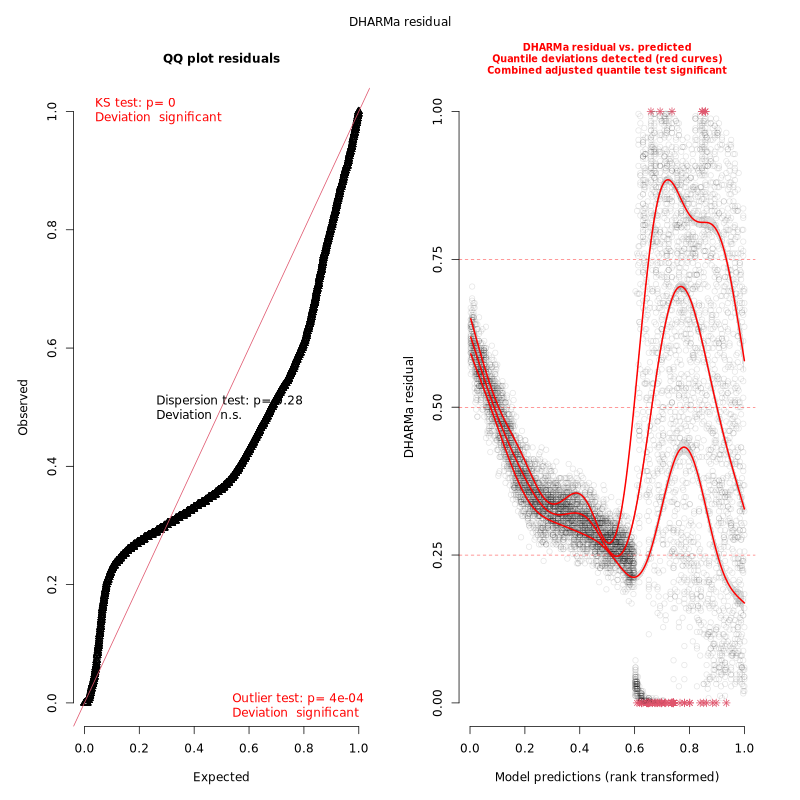 DHARMa residual
QQ plot residuals
KS test: p= 0
Deviation significant
Dispersion test: p= 0.28
Deviation n.s.
Outlier test: p= 4e-04
Deviation significant
Observed
0.0
0.2
0.4
0.6
0.8
1.0
0.0
0.2
0.4
0.6
0.8
1.0
Expected
DHARMa residual vs. predicted
Quantile deviations detected (red curves)
Combined adjusted quantile test significant
DHARMa residual
0.00
0.25
0.50
0.75
1.00
0.0
0.2
0.4
0.6
0.8
1.0
Model predictions (rank transformed)